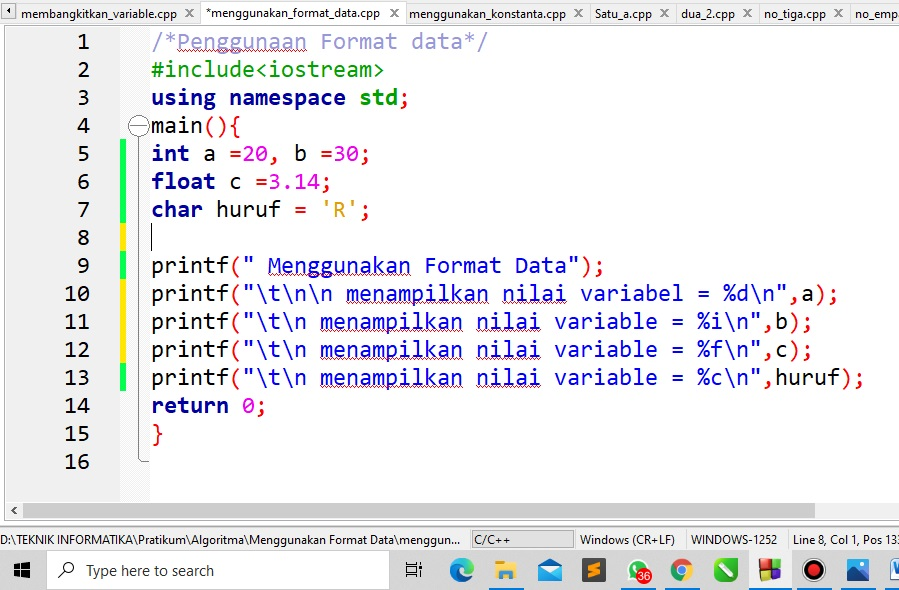 membangkitkan_variable.cpp *menggunakan_format_data.cpp menggunakan_konstanta.cpp Satu_a.cpp dua_2.cpp no_tiga.cpp no_emp
1 /*Penggunaan Format data*/
2 #include<iostream>
3 using namespace std;
4 main(){
5 int a =20, b =30;
6 float c =3.14;
7 char huruf = 'R';
8
9 printf(" Menggunakan Format Data");
10 printf("\t\n\n menampilkan nilai variabel = %d\n",a);
11 printf("\t\n menampilkan nilai variable = %i\n",b);
12 printf("\t\n menampilkan nilai variable = %f\n",c);
13 printf("\t\n menampilkan nilai variable = %c\n",huruf);
14 return 0;
15 }
16
D:\TEKNIK INFORMATIKA\Pratikum\Algoritma\Menggunakan Format Data\menggun... C/C++ Windows (CR+LF) WINDOWS-1252 Line 8, Col 1, Pos 133
Type here to search 36